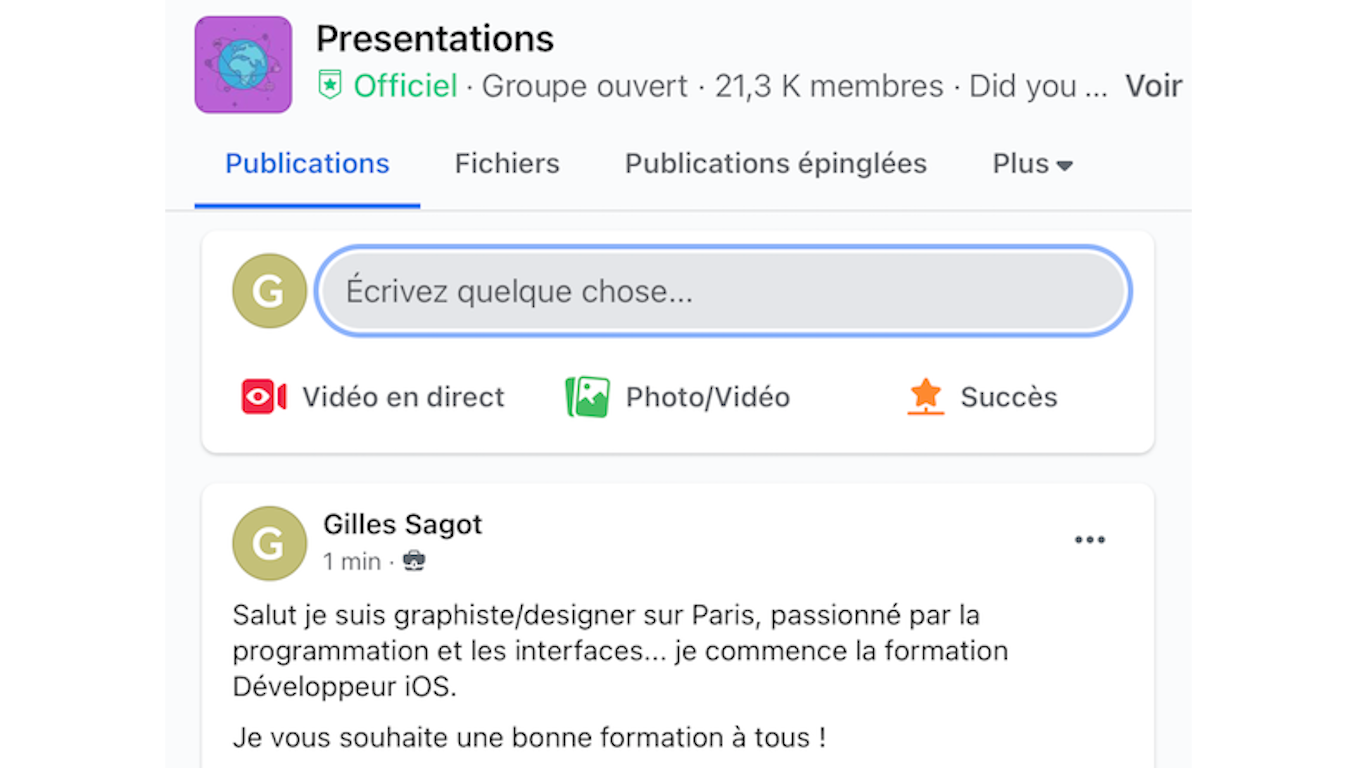 Presentations
Officiel · Groupe ouvert · 21,3 K membres · Did you ... Voir
Publications Fichiers Publications épinglées Plus
G Écrivez quelque chose...
Vidéo en direct Photo/Vidéo Succès
G Gilles Sagot
1 min ·
Salut je suis graphiste/designer sur Paris, passionné par la
programmation et les interfaces... je commence la formation
Développeur iOS.
Je vous souhaite une bonne formation à tous !